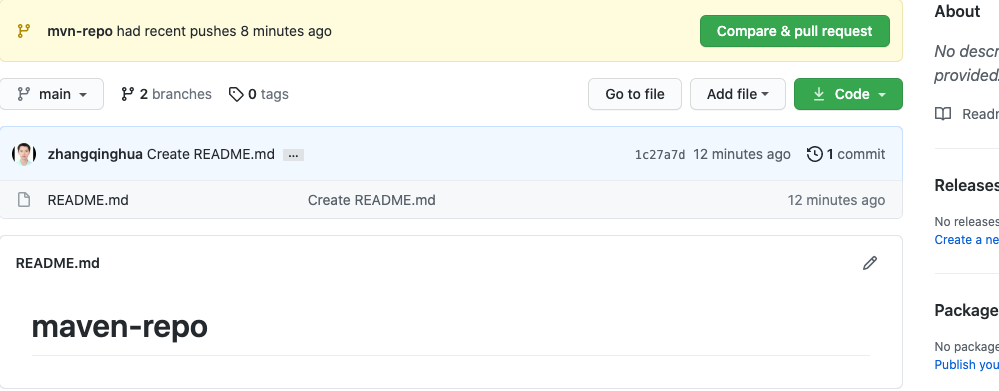 mvn-repo had recent pushes 8 minutes ago
Compare & pull request
main
2 branches
0 tags
Go to file
Add file
Code
zhangqinghua Create README.md ...
1c27a7d 12 minutes ago
1 commit
README.md
Create README.md
12 minutes ago
README.md
maven-repo
About
No descr
provided.
Readr
Releases
No releases
Create a ne
Package
No package
Publish you